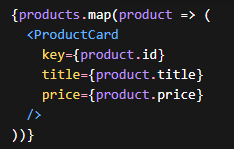 {products.map(product => (
  <ProductCard
    key={product.id}
    title={product.title}
    price={product.price}
  />
))}